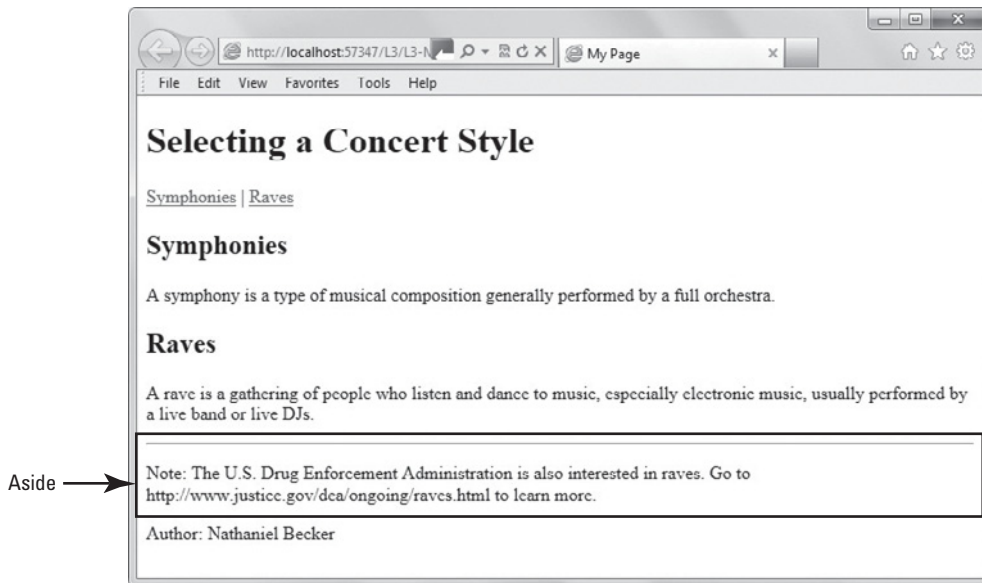 http://localhost:57347/L3/L3-
My Page
File Edit View Favorites Tools Help
Selecting a Concert Style
Symphonies | Raves
Symphonies
A symphony is a type of musical composition generally performed by a full orchestra.
Raves
A rave is a gathering of people who listen and dance to music, especially electronic music, usually performed by
a live band or live DJs.
Aside
Note: The U.S. Drug Enforcement Administration is also interested in raves. Go to
http://www.justice.gov/dea/ongoing/raves.html to learn more.
Author: Nathaniel Becker